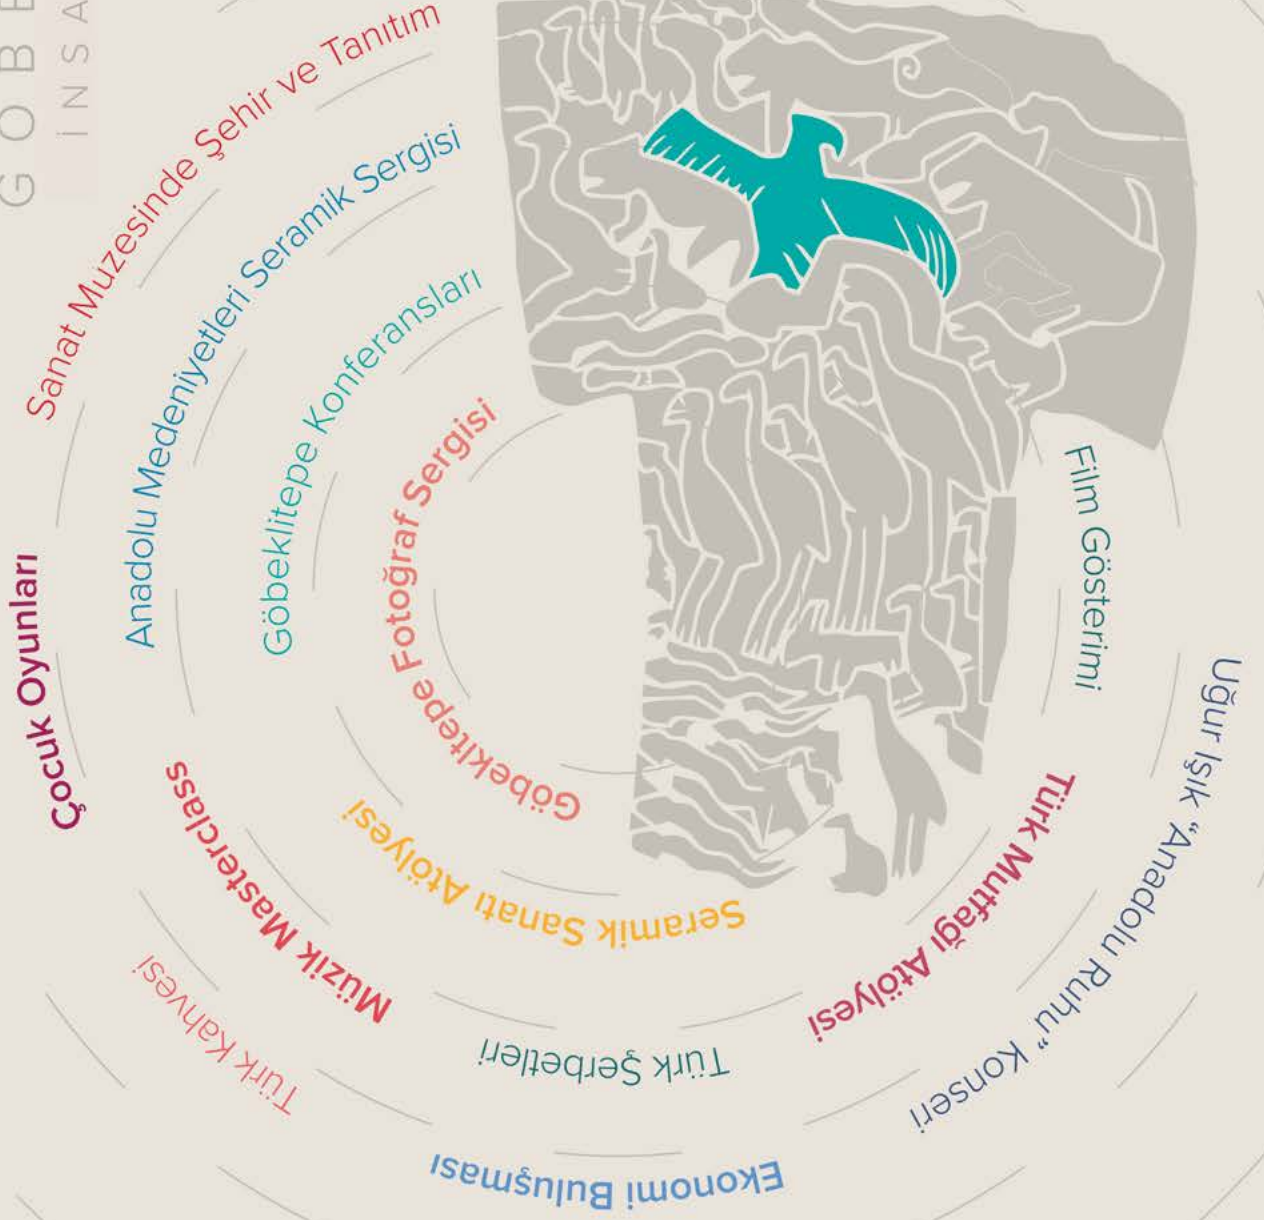 G O B E
İ N S A
Sanat Muzesinde Şehir ve Tanıtım
Anadolu Medeniyetleri Seramik Sergisi
Göbeklitepe Konferansları
Göbeklitepe Fotoğraf Sergisi
Film Gösterimi
Çocuk Oyunları
Müzik Masterclass
Seramik Sanatı Atölyesi
Türk Mutfağı Atölyesi
Uğur Işık “Anadolu Ruhu” Konseri
Türk Kahvesi
Türk Şerbetleri
Ekonomi Buluşması